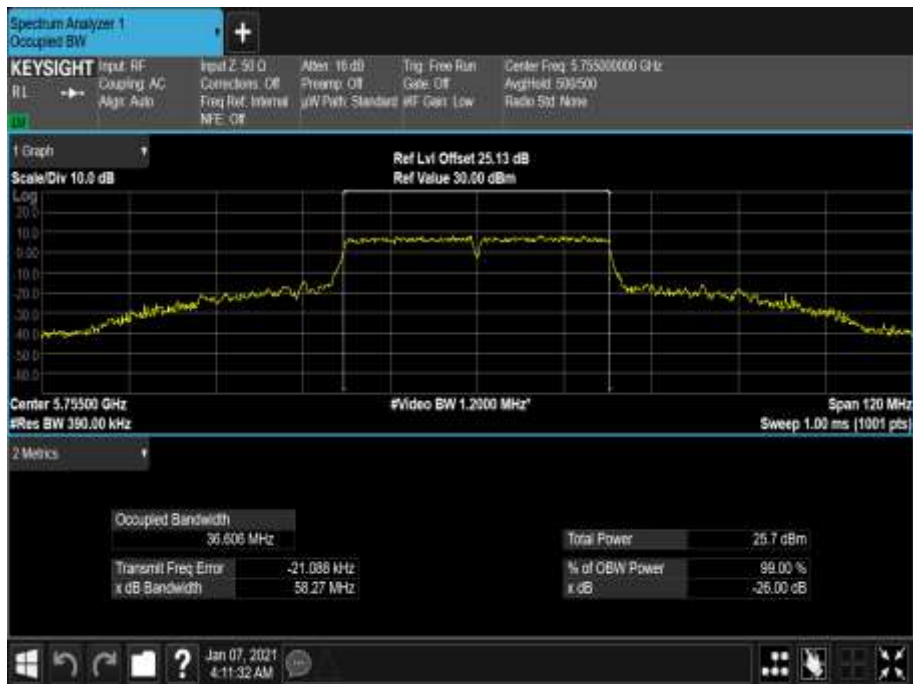 Spectrum Analyzer 1
Occupied BW
+
KEYSIGHT Input: RF Input Z: 50 Ω Atten: 16 dB Trig: Free Run Center Freq: 5.755000000 GHz
RL Coupling: AC Corrections: Off Preamp: Off Gate: Off Avg|Hold: 500/500
Align: Auto Freq Ref: Internal µW Path: Standard #IF Gain: Low Radio Std: None
NFE: Off
1 Graph
Ref Lvl Offset 25.13 dB
Scale/Div 10.0 dB Ref Value 30.00 dBm
Log
20.0
10.0
0.00
-10.0
-20.0
-30.0
-40.0
-50.0
-60.0
Center 5.75500 GHz #Video BW 1.2000 MHz* Span 120 MHz
#Res BW 390.00 kHz Sweep 1.00 ms (1001 pts)
2 Metrics
Occupied Bandwidth
36.606 MHz Total Power 25.7 dBm
Transmit Freq Error -21.088 kHz % of OBW Power 99.00 %
x dB Bandwidth 58.27 MHz x dB -26.00 dB
? Jan 07, 2021
4:11:32 AM